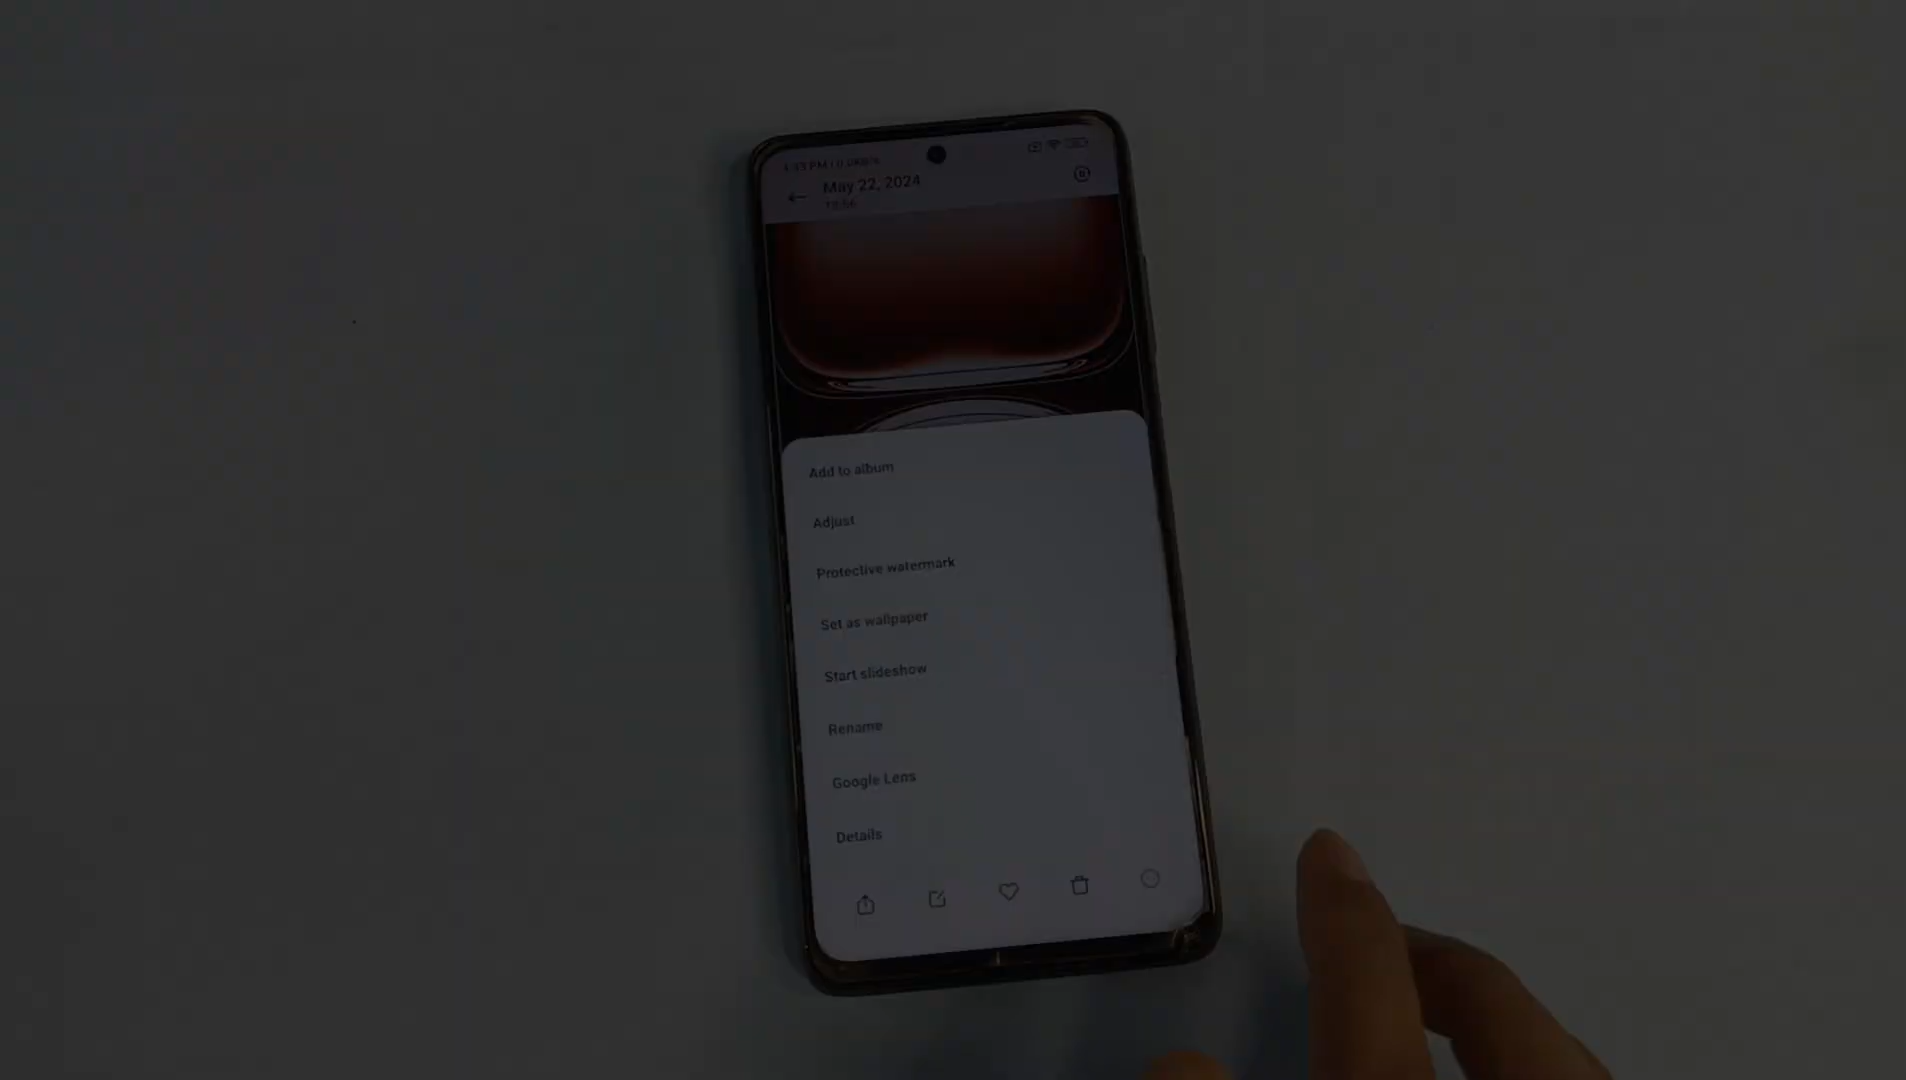 May 22, 2024
Add to album
Adjust
Protective watermark
Set as wallpaper
Start slideshow
Rename
Google Lens
Details